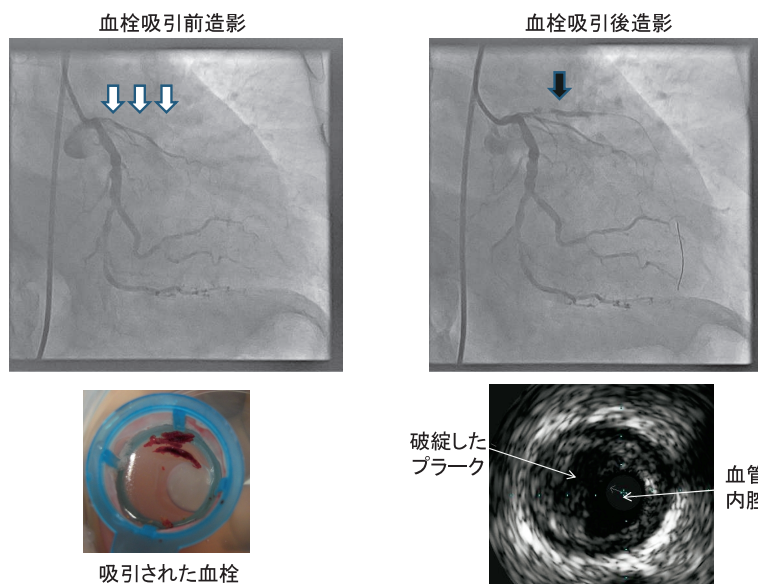 血栓吸引前造影
血栓吸引後造影
破綻した
プラーク
血管
内腔
吸引された血栓